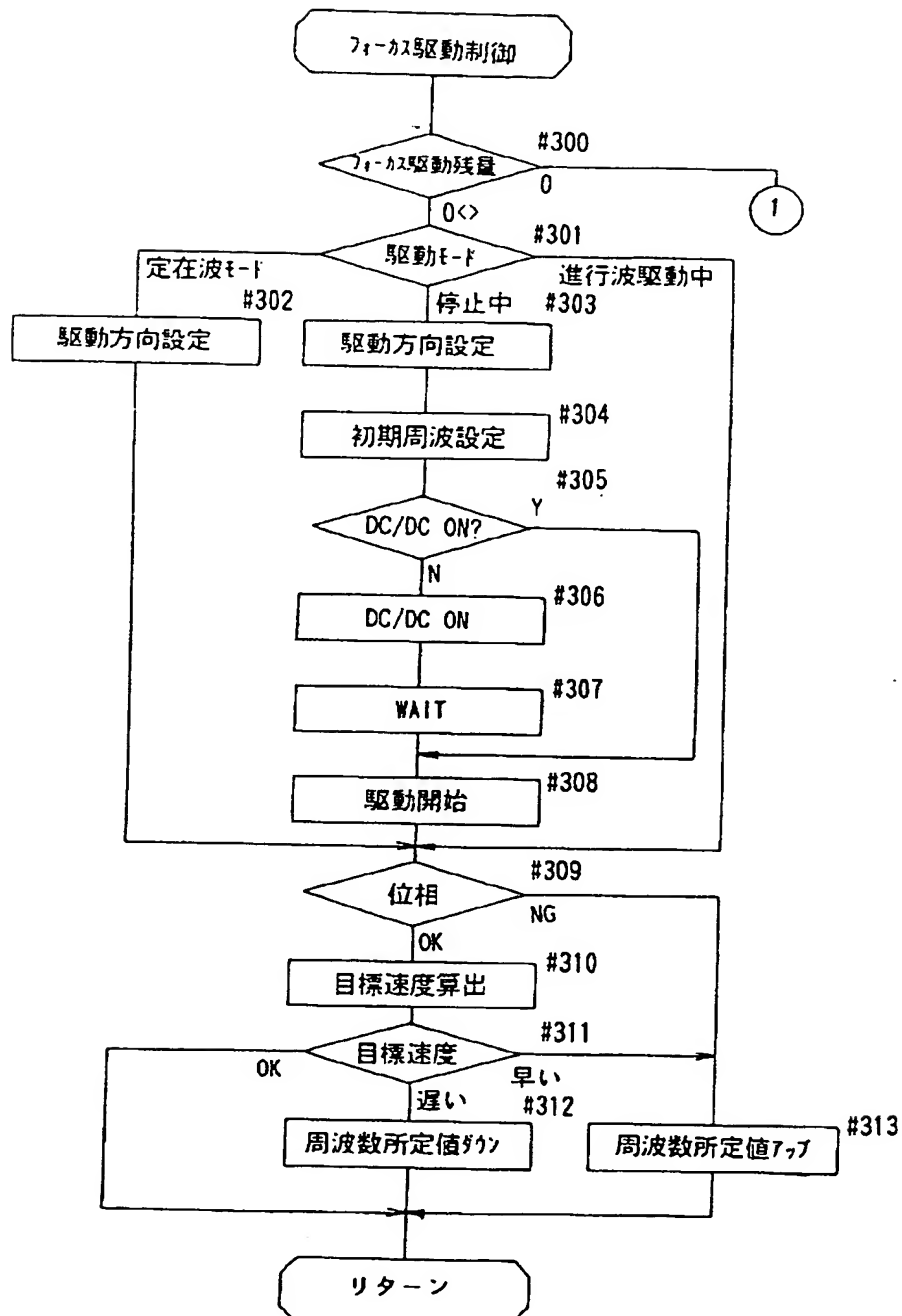 フォーカス駆動制御
#300
フォーカス駆動残量
0
1
0<>
#301
駆動モード
定在波モード
進行波駆動中
#302
停止中
#303
駆動方向設定
駆動方向設定
#304
初期周波設定
#305
DC/DC ON?
Y
N
#306
DC/DC ON
#307
WAIT
#308
駆動開始
#309
位相
NG
OK
#310
目標速度算出
#311
目標速度
OK
早い
遅い
#312
#313
周波数所定値ダウン
周波数所定値アップ
リターン